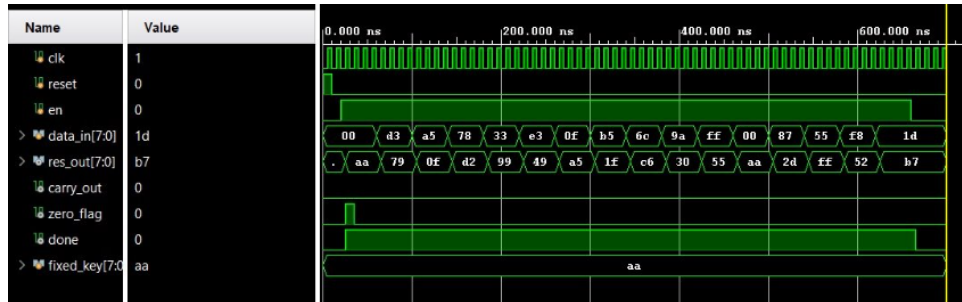 Name Value 0.000 ns 200.000 ns 400.000 ns 600.000 ns
clk 1
reset 0
en 0
> data_in[7:0] 1d 00 d3 a5 78 33 e3 0f b5 6c 9a ff 00 87 55 f8 1d
> res_out[7:0] b7 . aa 79 0f d2 99 49 a5 1f c6 30 55 aa 2d ff 52 b7
carry_out 0
zero_flag 0
done 0
> fixed_key[7:0 aa aa